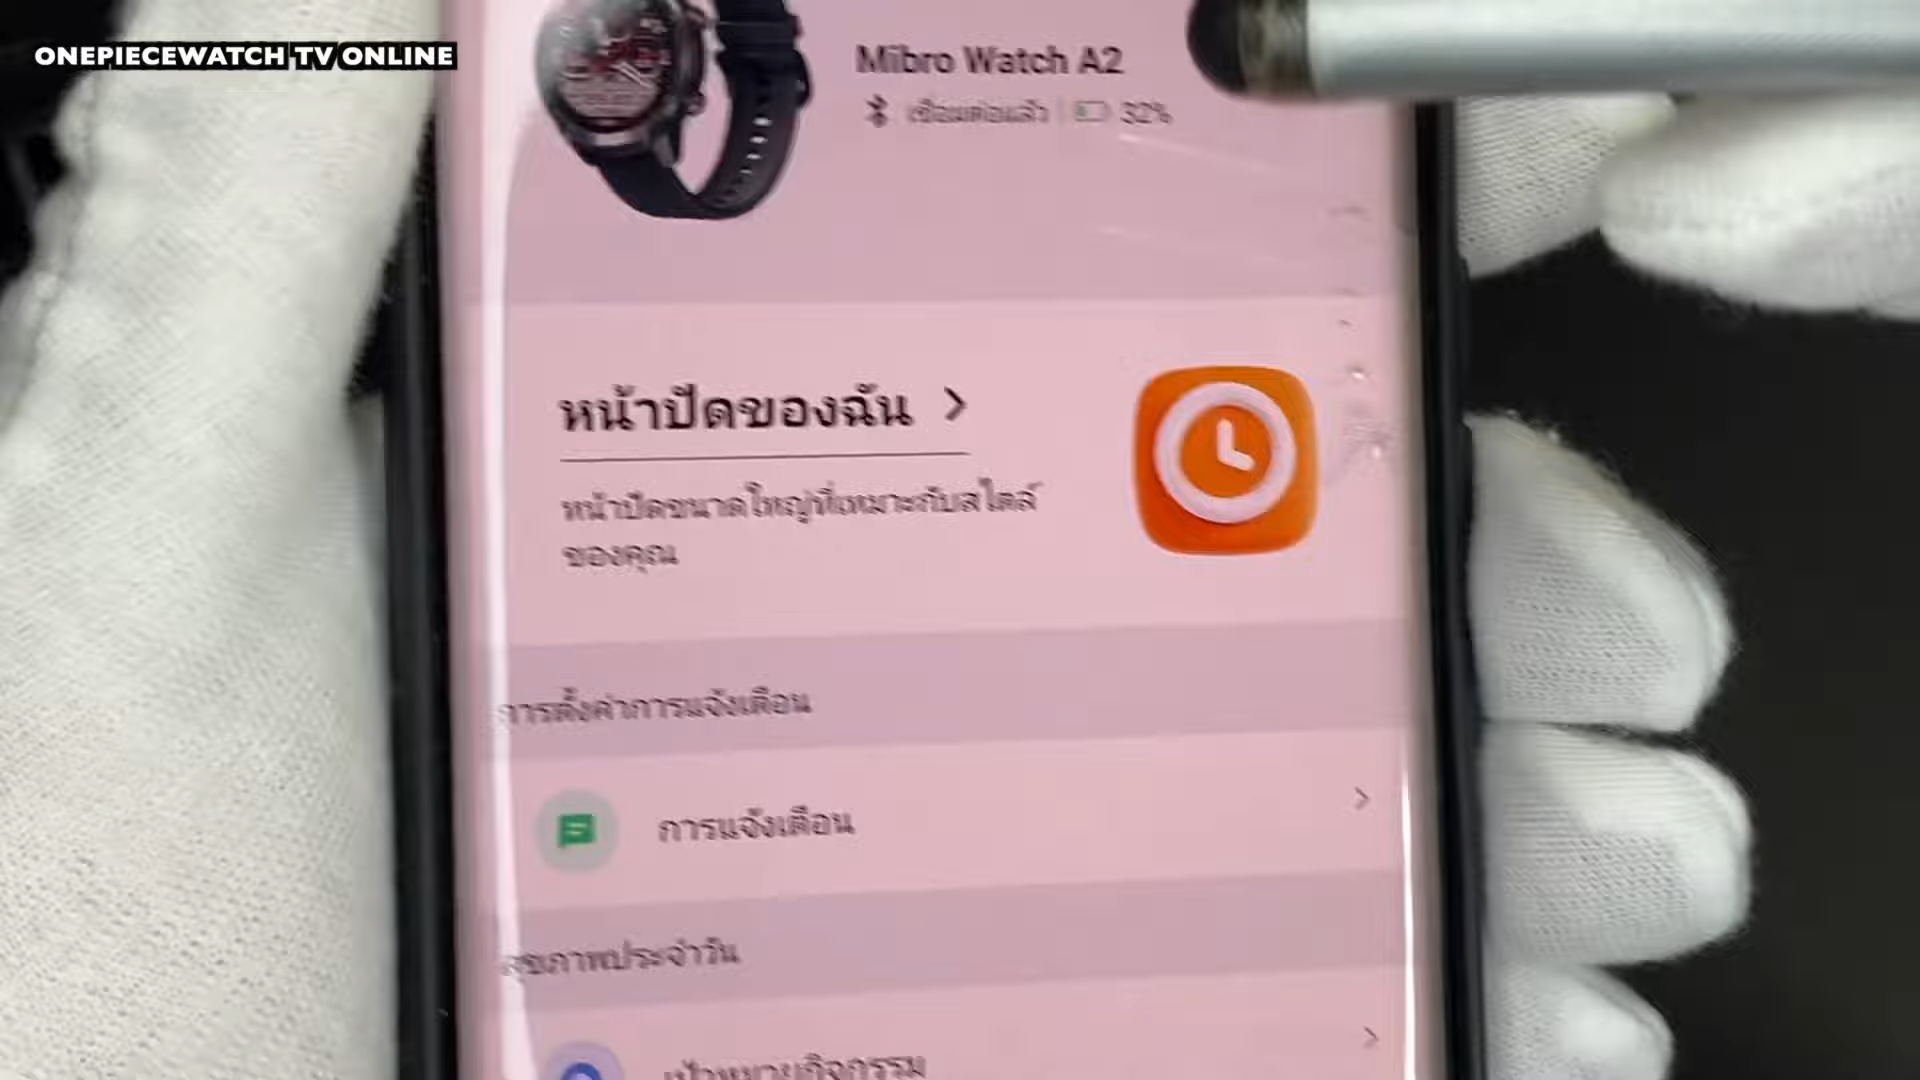 ONEPIECEWATCH TV ONLINE
Mibro Watch A2
เชื่อมต่อแล้ว 32%
หน้าปัดของฉัน
หน้าปัดขนาดใหญ่ที่เหมาะกับสไตล์
ของคุณ
การตั้งค่าการแจ้งเตือน
การแจ้งเตือน
สุขภาพประจำวัน
เป้าหมายกิจกรรม